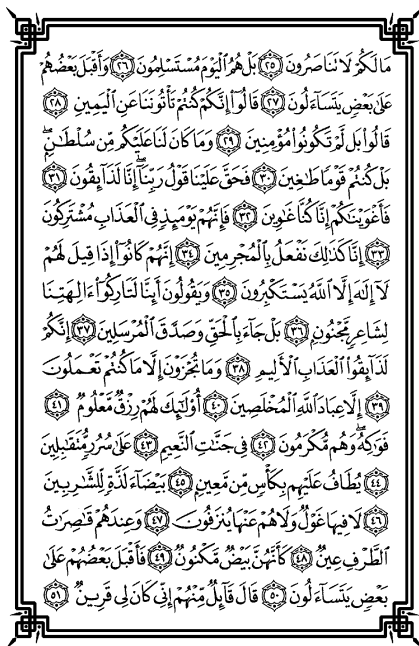 مَالَكُمْ لَا تَنَاصَرُونَ ٢٥ بَلْ هُمُ الْيَوْمَ مُسْتَسْلِمُونَ ٢٦ وَأَقْبَلَ بَعْضُهُمْ
عَلَىٰ بَعْضٍ يَتَسَاءَلُونَ ٢٧ قَالُوا إِنَّكُمْ كُنتُمْ تَأْتُونَنَا عَنِ الْيَمِينِ ٢٨
قَالُوا بَل لَّمْ تَكُونُوا مُؤْمِنِينَ ٢٩ وَمَا كَانَ لَنَا عَلَيْكُم مِّن سُلْطَانٍ ۖ
بَلْ كُنتُمْ قَوْمًا طَاغِينَ ٣٠ فَحَقَّ عَلَيْنَا قَوْلُ رَبِّنَا ۖ إِنَّا لَذَائِقُونَ ٣١
فَأَغْوَيْنَاكُمْ إِنَّا كُنَّا غَاوِينَ ٣٢ فَإِنَّهُمْ يَوْمَئِذٍ فِي الْعَذَابِ مُشْتَرِكُونَ
٣٣ إِنَّا كَذَٰلِكَ نَفْعَلُ بِالْمُجْرِمِينَ ٣٤ إِنَّهُمْ كَانُوا إِذَا قِيلَ لَهُمْ
لَا إِلَٰهَ إِلَّا اللَّهُ يَسْتَكْبِرُونَ ٣٥ وَيَقُولُونَ أَئِنَّا لَتَارِكُو آلِهَتِنَا
لِشَاعِرٍ مَّجْنُونٍ ٣٦ بَلْ جَاءَ بِالْحَقِّ وَصَدَّقَ الْمُرْسَلِينَ ٣٧ إِنَّكُمْ
لَذَائِقُو الْعَذَابِ الْأَلِيمِ ٣٨ وَمَا تُجْزَوْنَ إِلَّا مَا كُنتُمْ تَعْمَلُونَ
٣٩ إِلَّا عِبَادَ اللَّهِ الْمُخْلَصِينَ ٤٠ أُولَٰئِكَ لَهُمْ رِزْقٌ مَّعْلُومٌ ٤١
فَوَاكِهُ ۖ وَهُم مُّكْرَمُونَ ٤٢ فِي جَنَّاتِ النَّعِيمِ ٤٣ عَلَىٰ سُرُرٍ مُّتَقَابِلِينَ
٤٤ يُطَافُ عَلَيْهِم بِكَأْسٍ مِّن مَّعِينٍ ٤٥ بَيْضَاءَ لَذَّةٍ لِّلشَّارِبِينَ
٤٦ لَا فِيهَا غَوْلٌ وَلَا هُمْ عَنْهَا يُنزَفُونَ ٤٧ وَعِندَهُمْ قَاصِرَاتُ
الطَّرْفِ عِينٌ ٤٨ كَأَنَّهُنَّ بَيْضٌ مَّكْنُونٌ ٤٩ فَأَقْبَلَ بَعْضُهُمْ عَلَىٰ
بَعْضٍ يَتَسَاءَلُونَ ٥٠ قَالَ قَائِلٌ مِّنْهُمْ إِنِّي كَانَ لِي قَرِينٌ ٥١